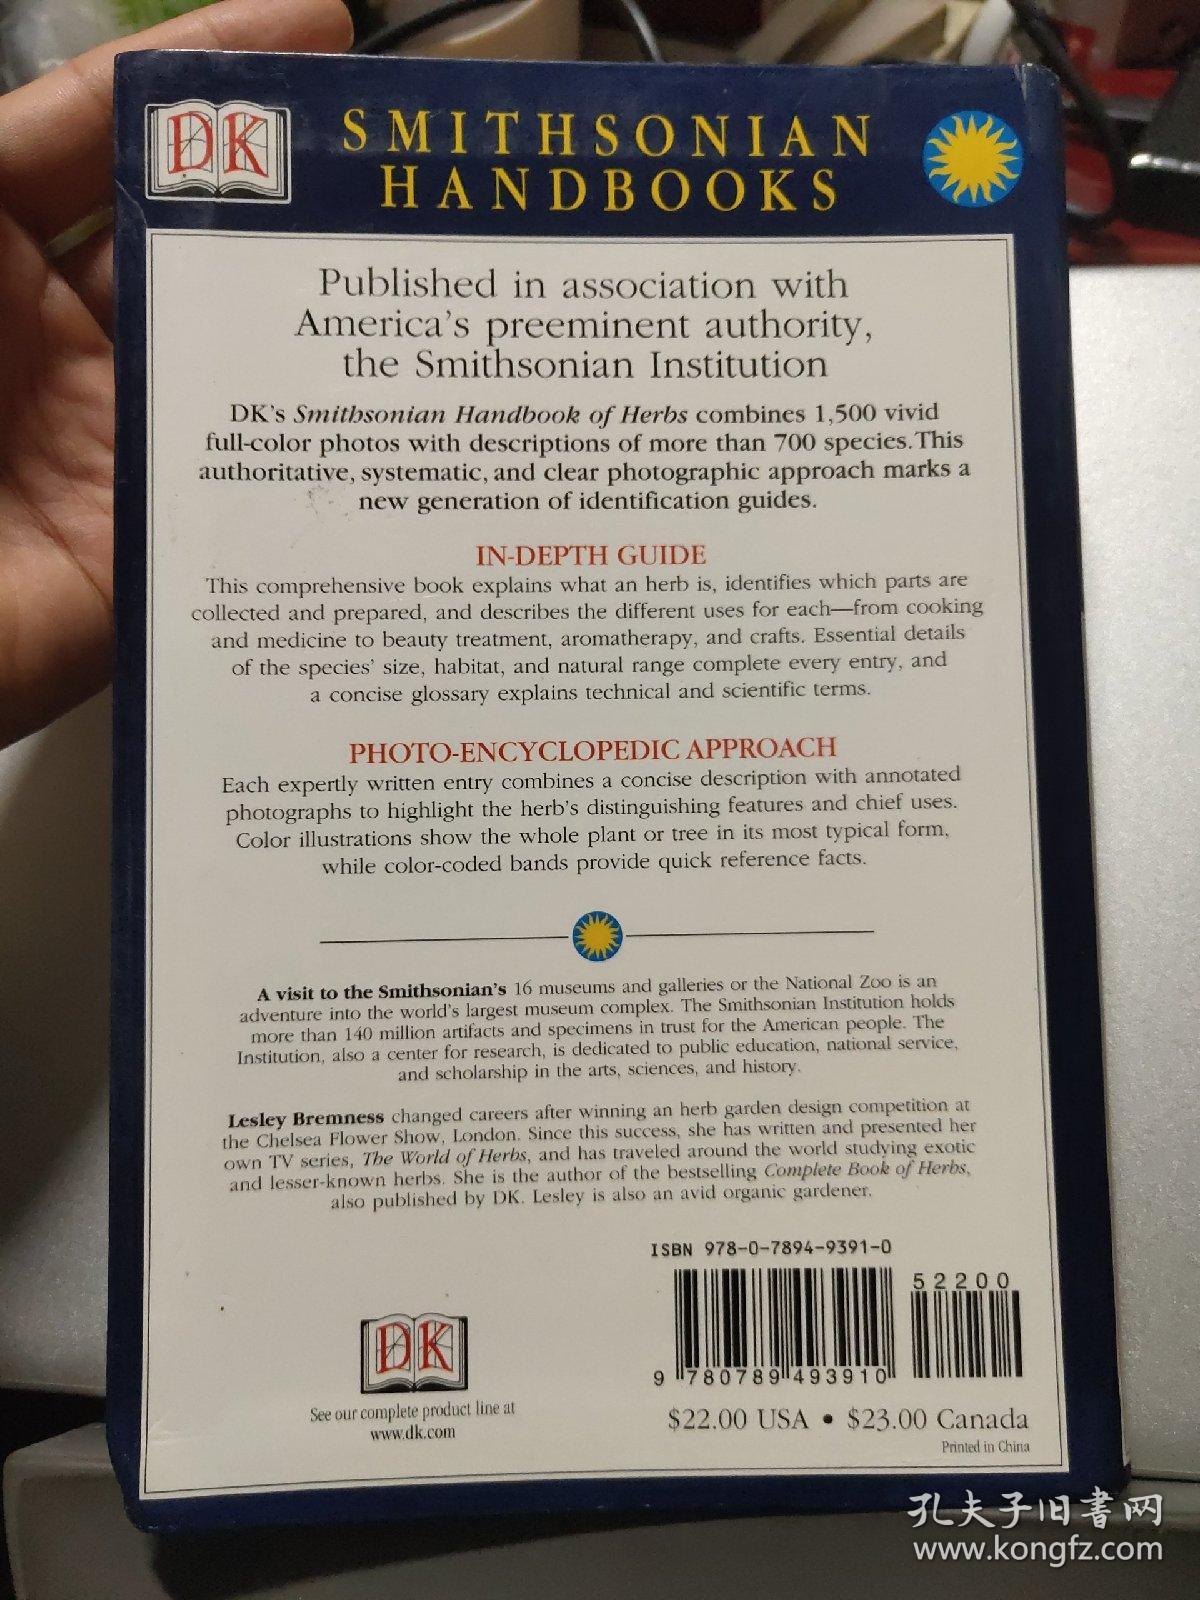 DK
SMITHSONIAN
HANDBOOKS
Published in association with
America's preeminent authority,
the Smithsonian Institution
DK's Smithsonian Handbook of Herbs combines 1,500 vivid
full-color photos with descriptions of more than 700 species. This
authoritative, systematic, and clear photographic approach marks a
new generation of identification guides.
IN-DEPTH GUIDE
This comprehensive book explains what an herb is, identifies which parts are
collected and prepared, and describes the different uses for each—from cooking
and medicine to beauty treatment, aromatherapy, and crafts. Essential details
of the species' size, habitat, and natural range complete every entry, and
a concise glossary explains technical and scientific terms.
PHOTO-ENCYCLOPEDIC APPROACH
Each expertly written entry combines a concise description with annotated
photographs to highlight the herb's distinguishing features and chief uses.
Color illustrations show the whole plant or tree in its most typical form,
while color-coded bands provide quick reference facts.
A visit to the Smithsonian's 16 museums and galleries or the National Zoo is an
adventure into the world's largest museum complex. The Smithsonian Institution holds
more than 140 million artifacts and specimens in trust for the American people. The
Institution, also a center for research, is dedicated to public education, national service,
and scholarship in the arts, sciences, and history.
Lesley Bremness changed careers after winning an herb garden design competition at
the Chelsea Flower Show, London. Since this success, she has written and presented her
own TV series, The World of Herbs, and has traveled around the world studying exotic
and lesser-known herbs. She is the author of the bestselling Complete Book of Herbs,
also published by DK. Lesley is also an avid organic gardener.
ISBN 978-0-7894-9391-0
52200
9 780789 493910
DK
See our complete product line at
www.dk.com
$22.00 USA • $23.00 Canada
Printed in China
孔夫子旧书网
www.kongfz.com